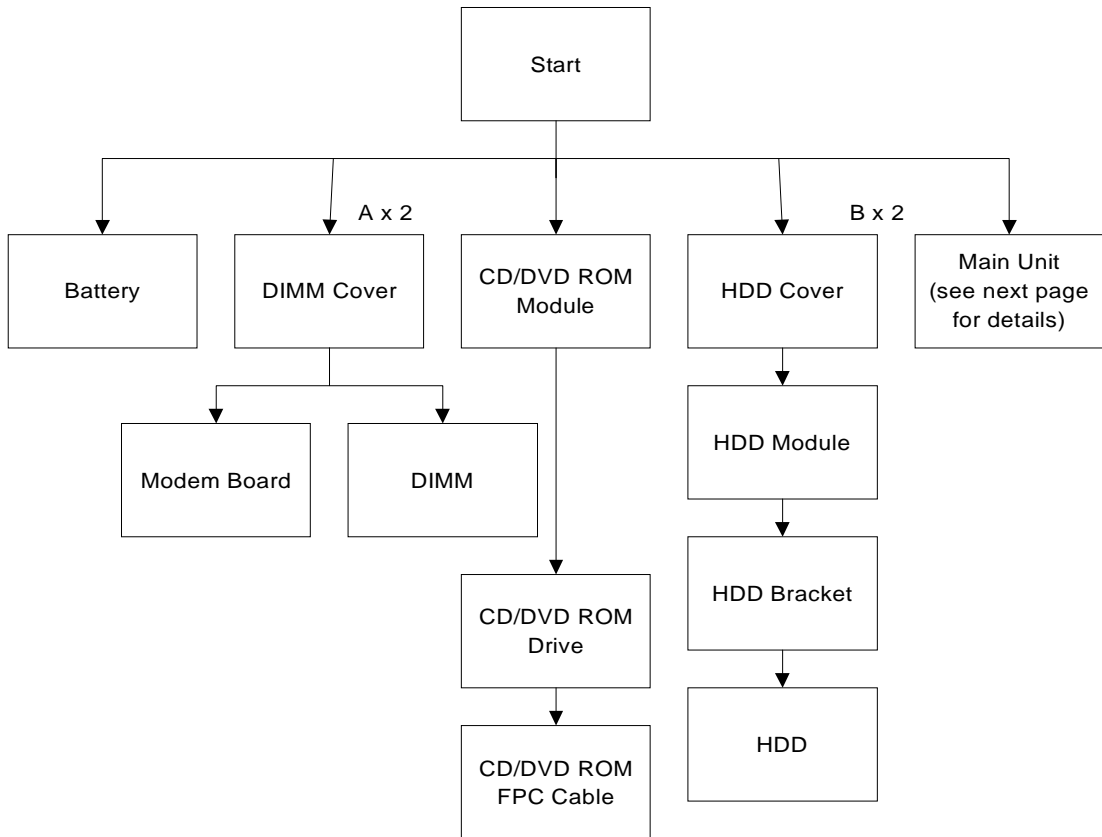 Start
A x 2
B x 2
Battery
DIMM Cover
CD/DVD ROM
Module
HDD Cover
Main Unit
(see next page
for details)
Modem Board
DIMM
HDD Module
CD/DVD ROM
Drive
HDD Bracket
CD/DVD ROM
FPC Cable
HDD